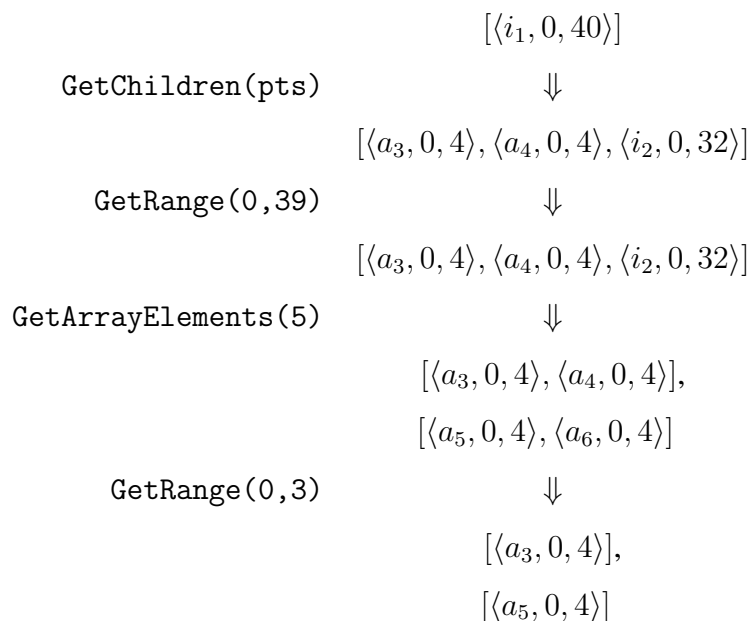 [⟨i₁, 0, 40⟩]
GetChildren(pts) ⇓
[⟨a₃, 0, 4⟩, ⟨a₄, 0, 4⟩, ⟨i₂, 0, 32⟩]
GetRange(0,39) ⇓
[⟨a₃, 0, 4⟩, ⟨a₄, 0, 4⟩, ⟨i₂, 0, 32⟩]
GetArrayElements(5) ⇓
[⟨a₃, 0, 4⟩, ⟨a₄, 0, 4⟩],
[⟨a₅, 0, 4⟩, ⟨a₆, 0, 4⟩]
GetRange(0,3) ⇓
[⟨a₃, 0, 4⟩],
[⟨a₅, 0, 4⟩]